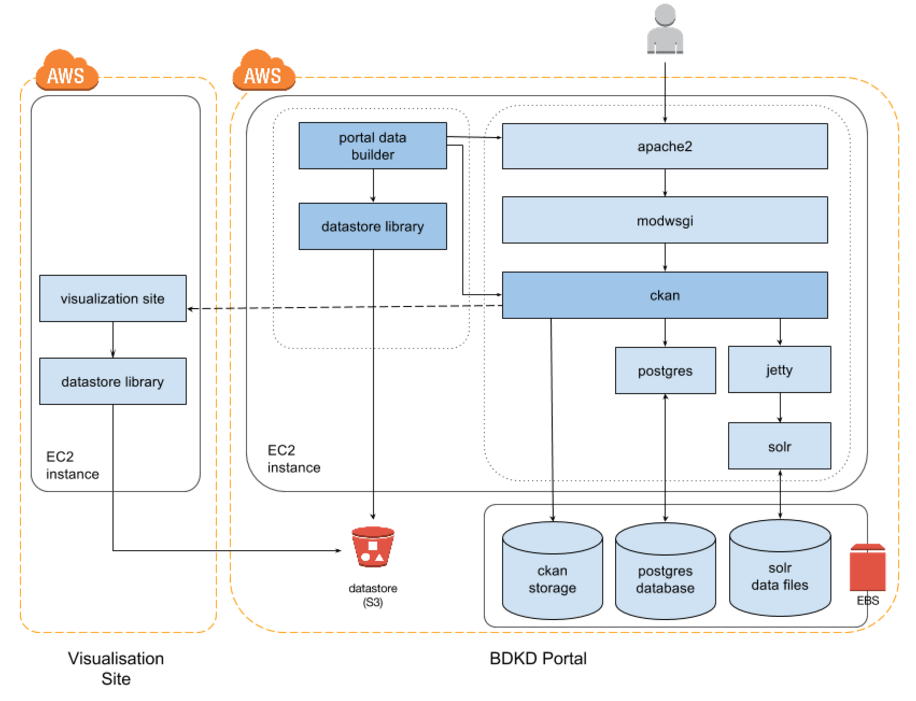 AWS
AWS
portal data
builder
apache2
datastore library
modwsgi
visualization site
ckan
datastore library
postgres
jetty
solr
EC2
instance
EC2
instance
datastore
(S3)
ckan
storage
postgres
database
solr
data files
EBS
Visualisation
Site
BDKD Portal